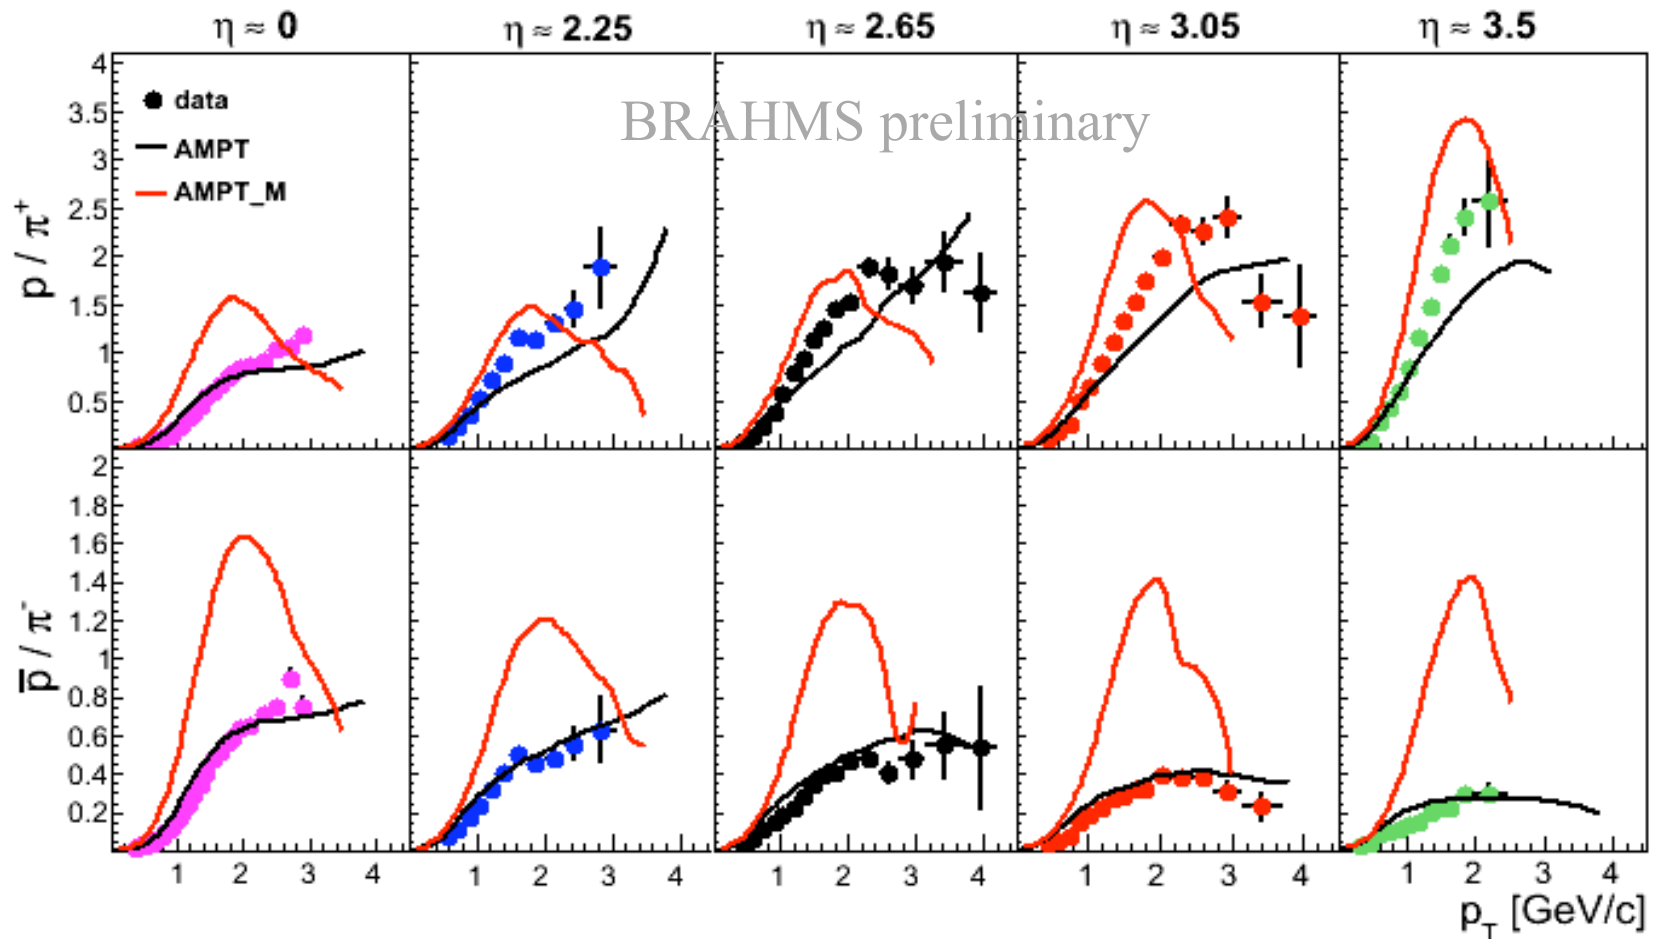 η ≈ 0 η ≈ 2.25 η ≈ 2.65 η ≈ 3.05 η ≈ 3.5
BRAHMS preliminary
data
AMPT
AMPT_M
p / π⁺
4
3.5
3
2.5
2
1.5
1
0.5
p̅ / π⁻
2
1.8
1.6
1.4
1.2
1
0.8
0.6
0.4
0.2
1 2 3 4 1 2 3 4 1 2 3 4 1 2 3 4 1 2 3 4
p_T [GeV/c]